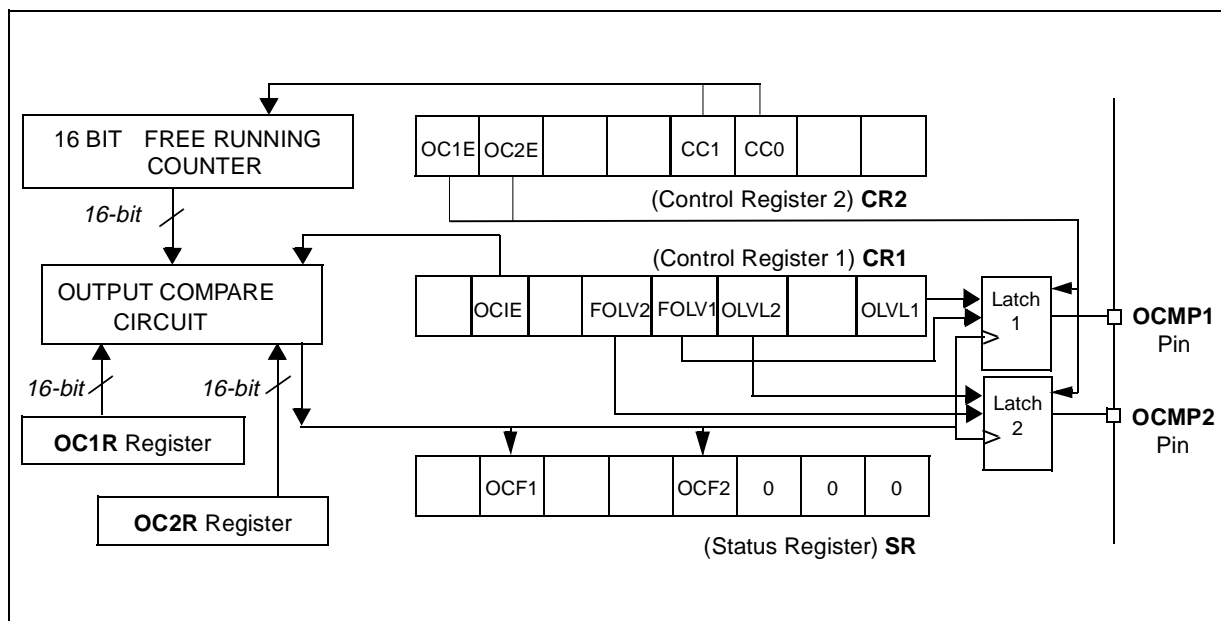 16 BIT FREE RUNNING
COUNTER
OC1E OC2E CC1 CC0
(Control Register 2) CR2
16-bit
(Control Register 1) CR1
OUTPUT COMPARE
CIRCUIT
OCIE FOLV2 FOLV1 OLVL2 OLVL1
Latch
1
OCMP1
Pin
16-bit 16-bit
Latch
2
OCMP2
Pin
OC1R Register
OCF1 OCF2 0 0 0
OC2R Register
(Status Register) SR